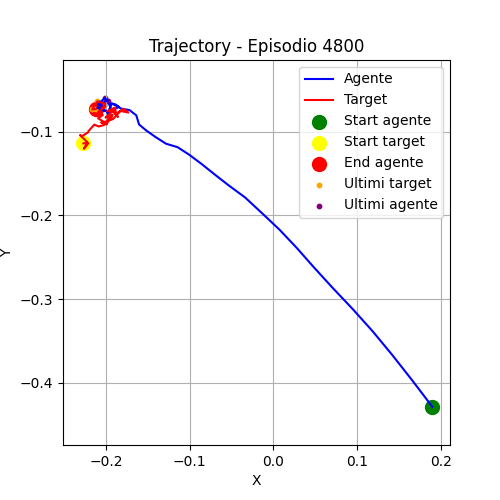 Trajectory - Episodio 4800
Agente
Target
Start agente
Start target
End agente
Ultimi target
Ultimi agente
Y
−0.1
−0.2
−0.3
−0.4
−0.2
−0.1
0.0
0.1
0.2
X